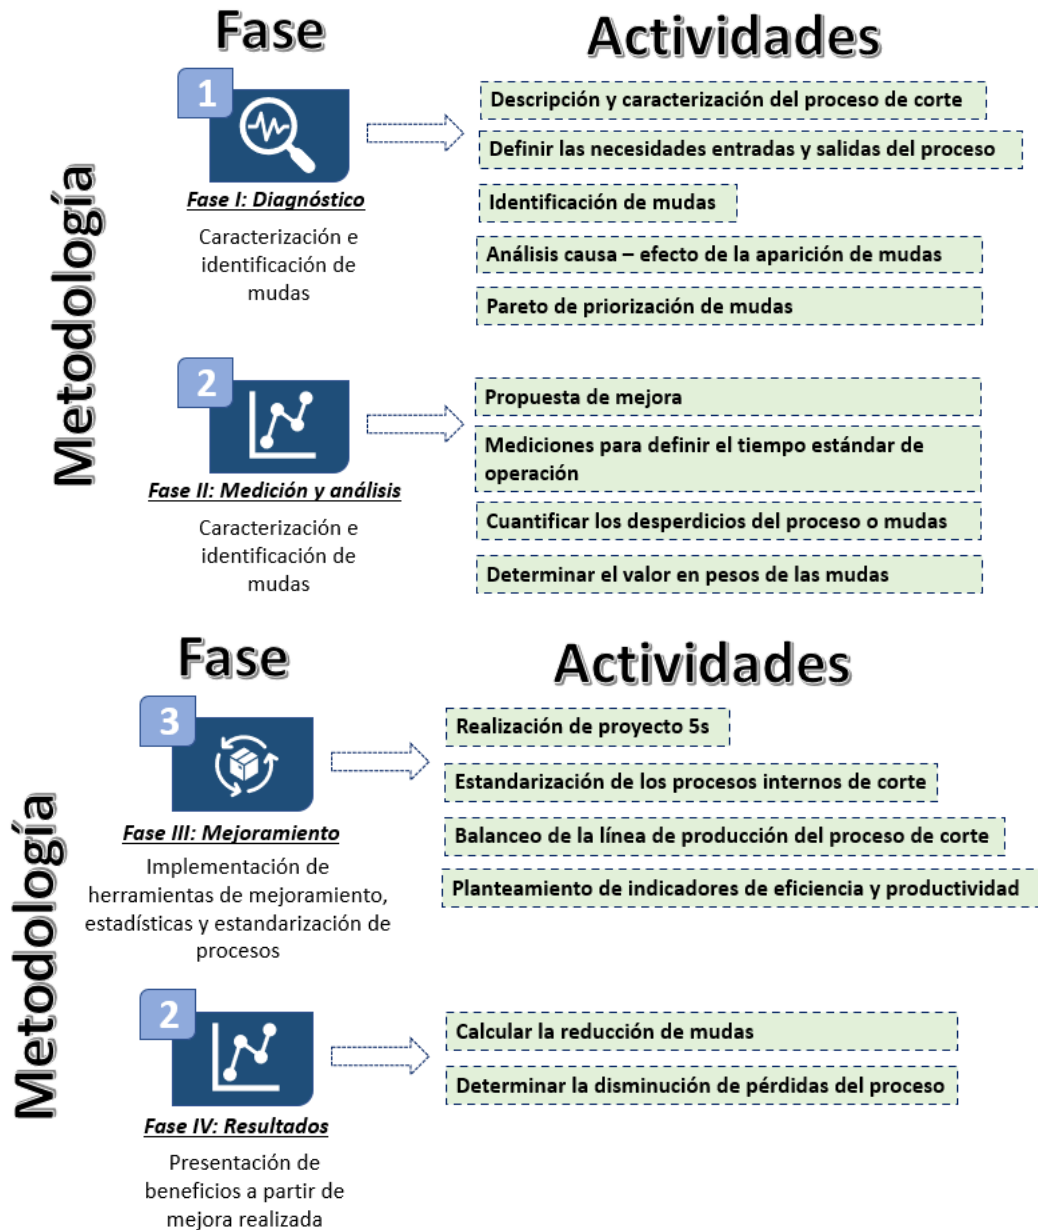 Metodología
Fase
Actividades
1
Fase I: Diagnóstico
Caracterización e
identificación de
mudas
Descripción y caracterización del proceso de corte
Definir las necesidades entradas y salidas del proceso
Identificación de mudas
Análisis causa – efecto de la aparición de mudas
Pareto de priorización de mudas
2
Fase II: Medición y análisis
Caracterización e
identificación de
mudas
Propuesta de mejora
Mediciones para definir el tiempo estándar de
operación
Cuantificar los desperdicios del proceso o mudas
Determinar el valor en pesos de las mudas
Metodología
Fase
Actividades
3
Fase III: Mejoramiento
Implementación de
herramientas de mejoramiento,
estadísticas y estandarización de
procesos
Realización de proyecto 5s
Estandarización de los procesos internos de corte
Balanceo de la línea de producción del proceso de corte
Planteamiento de indicadores de eficiencia y productividad
2
Fase IV: Resultados
Presentación de
beneficios a partir de
mejora realizada
Calcular la reducción de mudas
Determinar la disminución de pérdidas del proceso